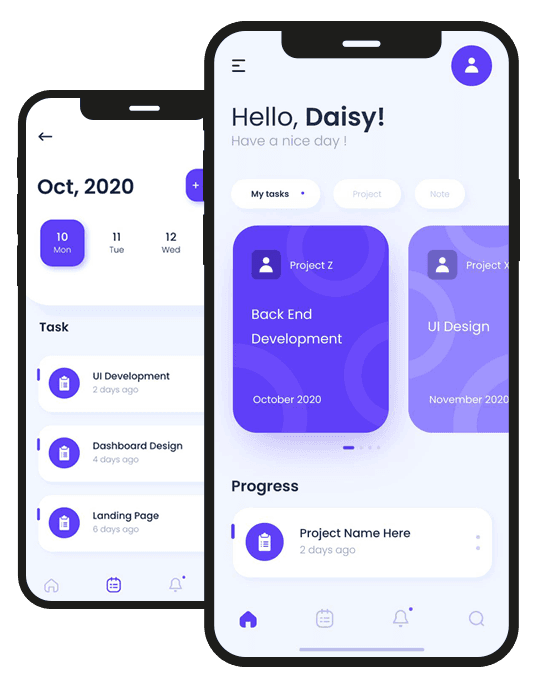 Oct, 2020
+
10
Mon
11
Tue
12
Wed
Task
UI Development
2 days ago
Dashboard Design
4 days ago
Landing Page
6 days ago
Hello, Daisy!
Have a nice day !
My tasks
Project
Note
Project Z
Back End
Development
October 2020
Project X
UI Design
November 2020
Progress
Project Name Here
2 days ago